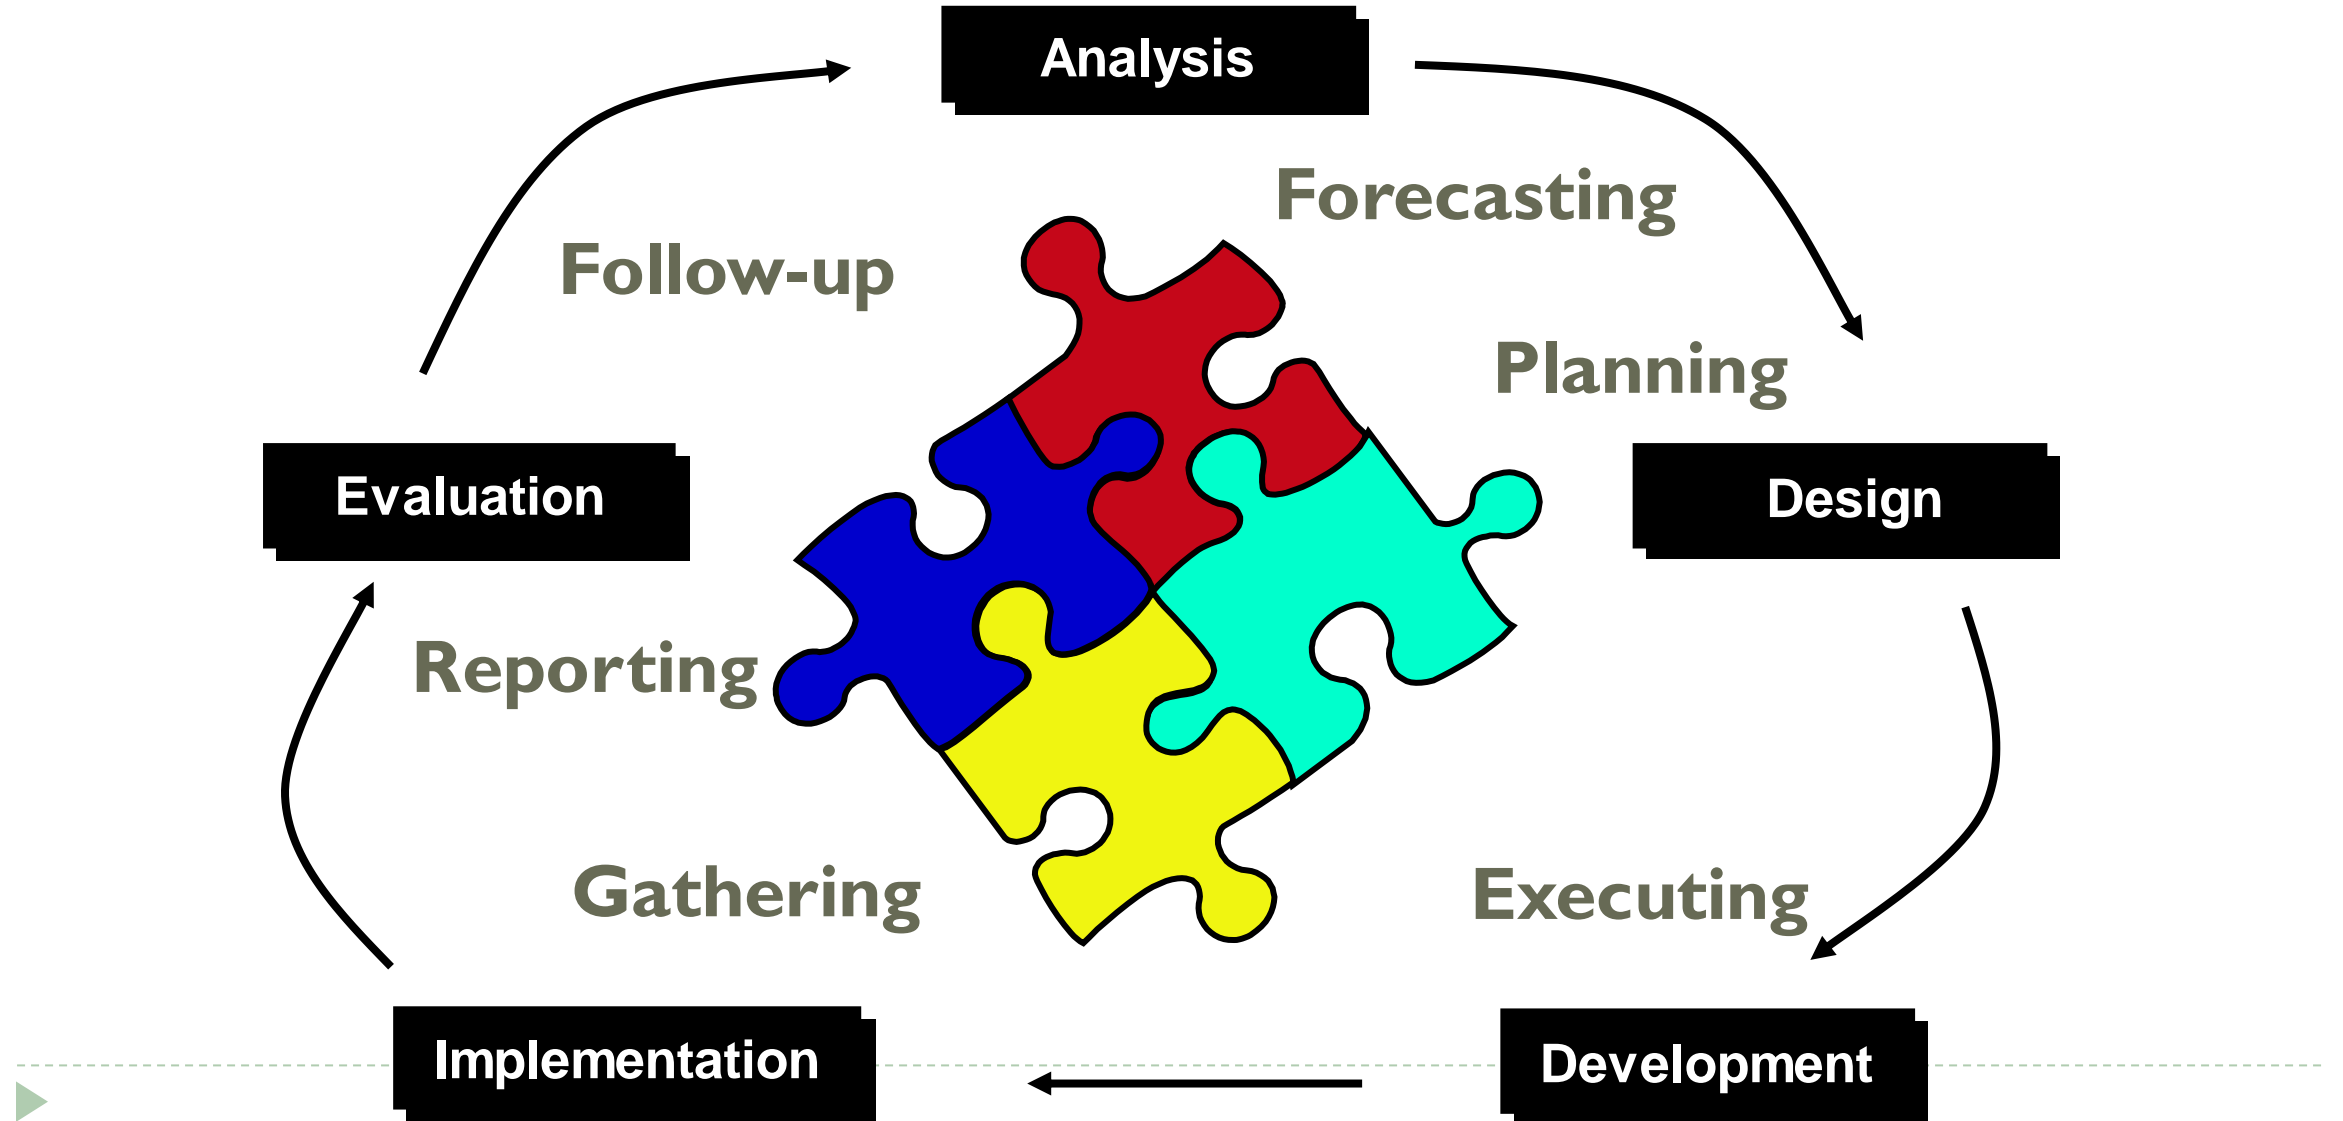 Analysis
Forecasting
Follow-up
Planning
Evaluation
Design
Reporting
Gathering
Executing
Implementation
Development